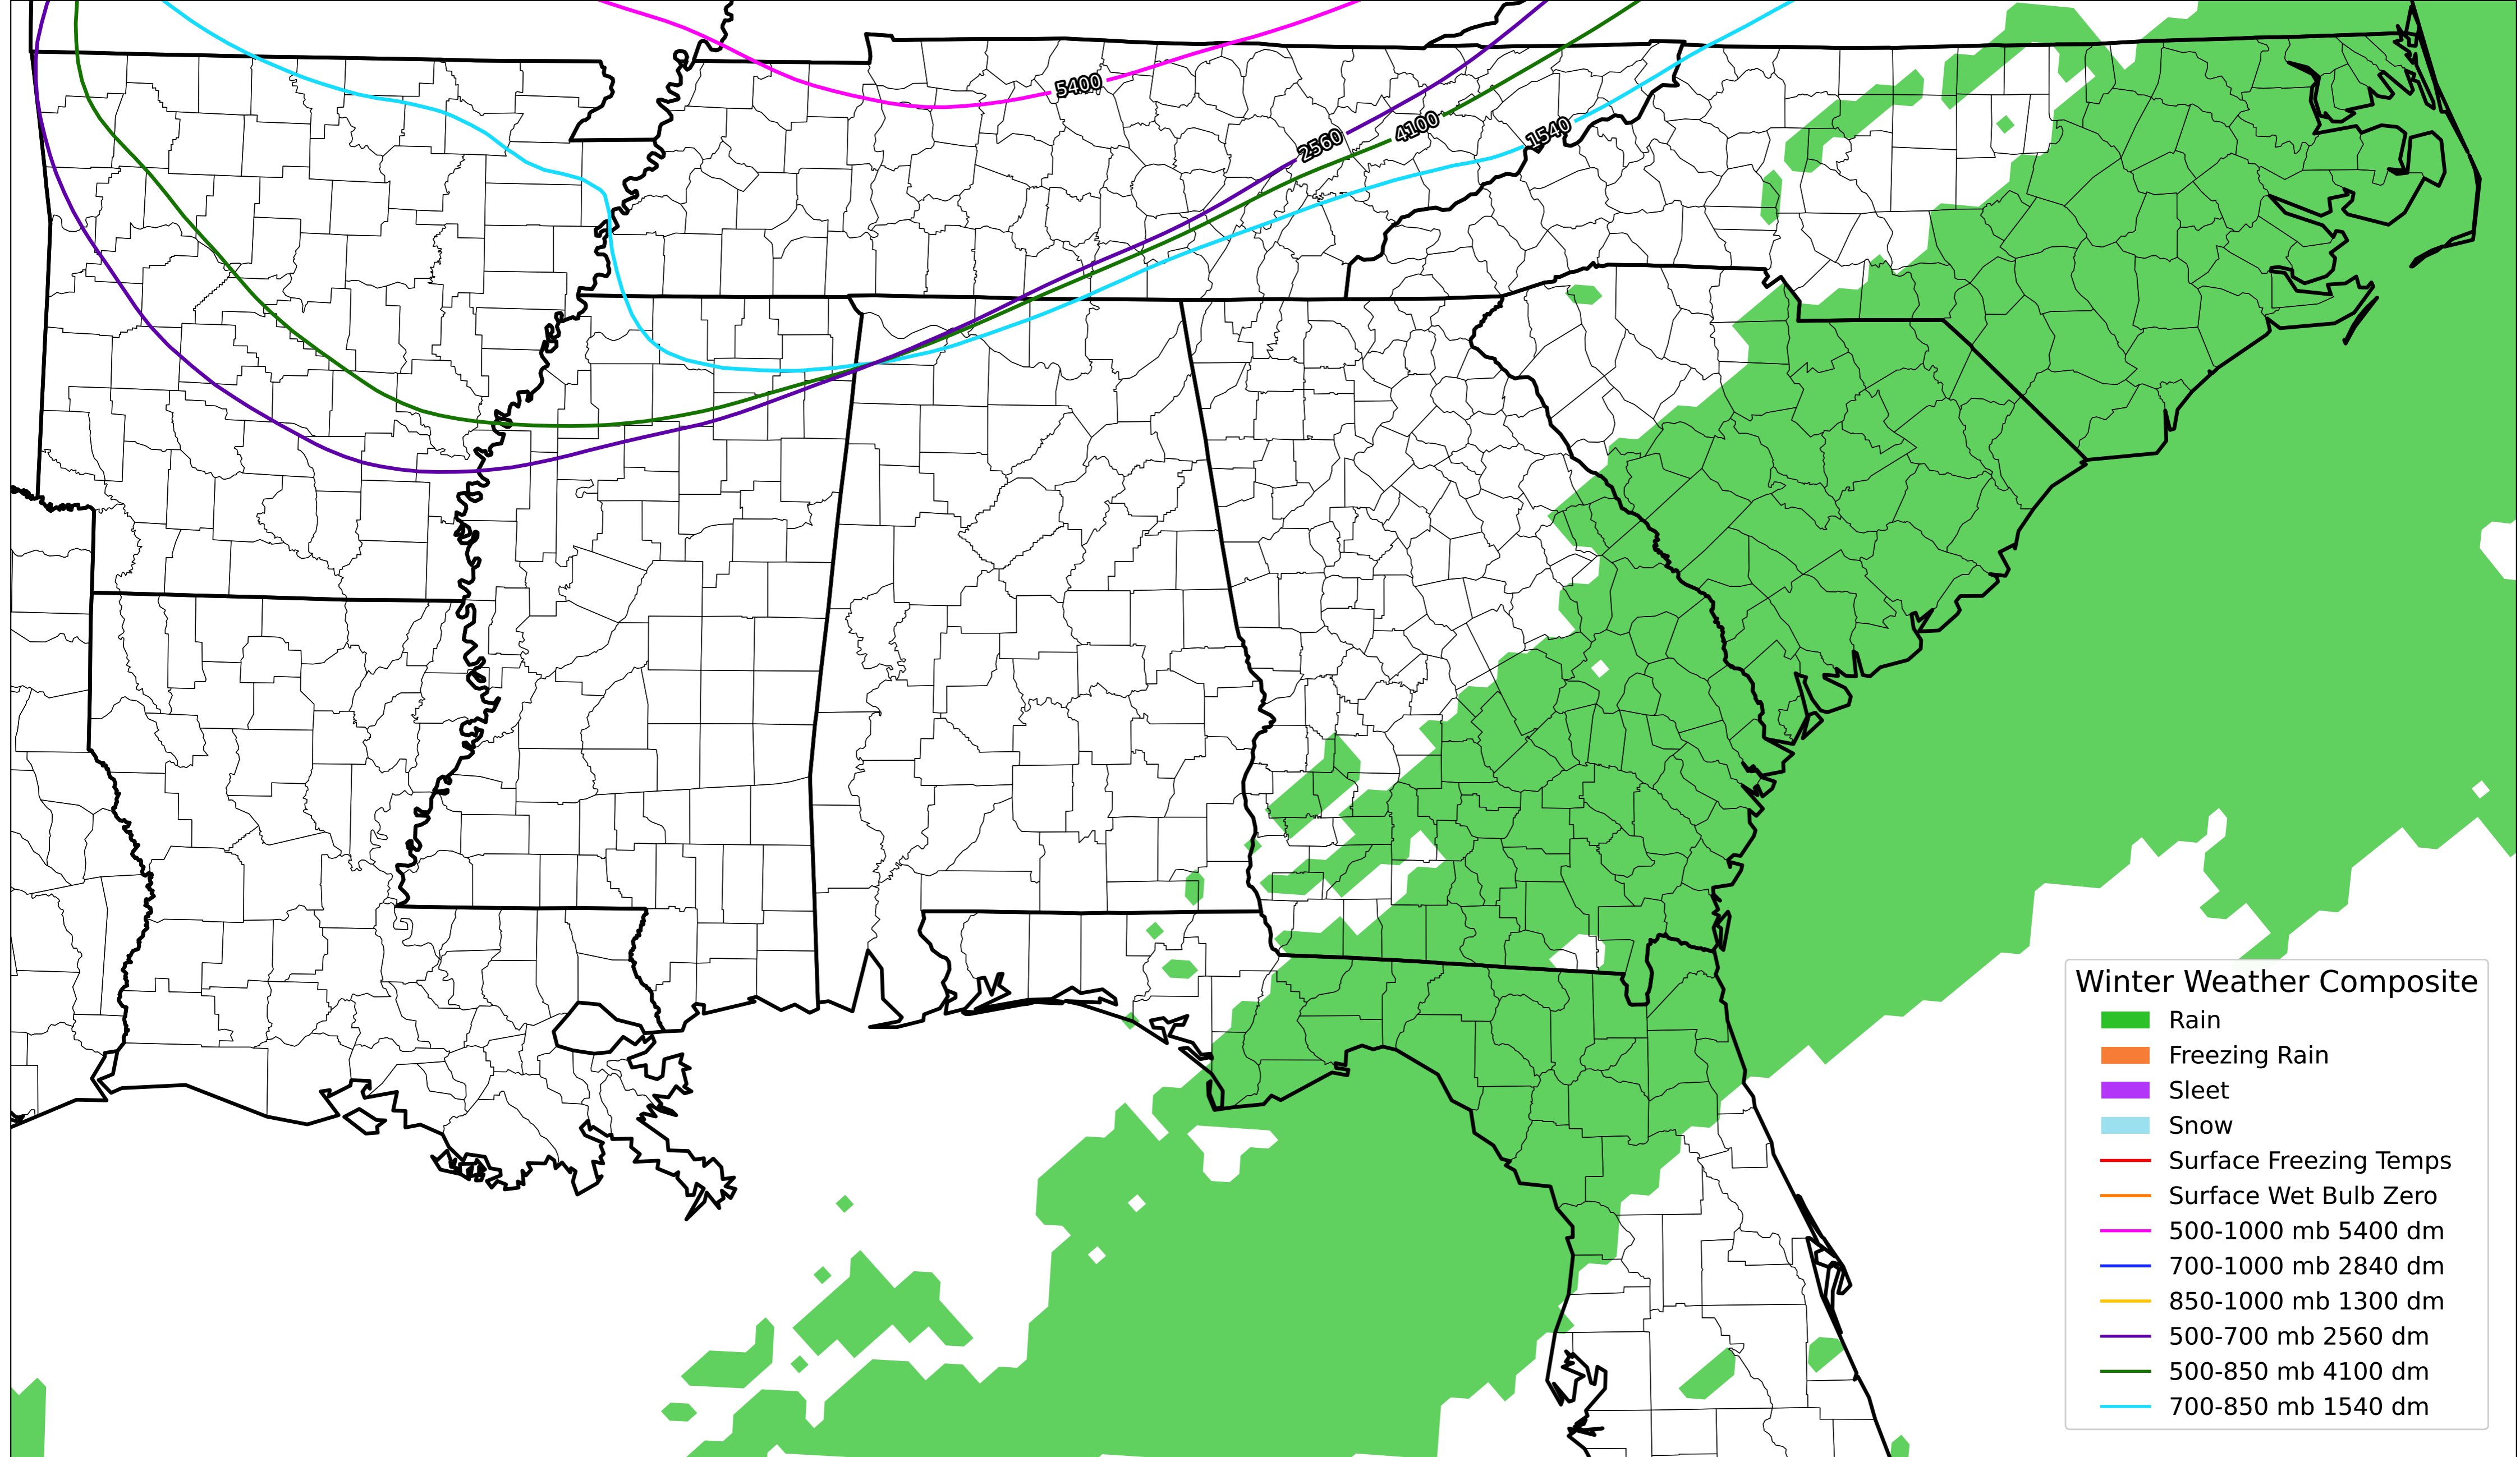 5400
2560
4100
1540
Winter Weather Composite
Rain
Freezing Rain
Sleet
Snow
Surface Freezing Temps
Surface Wet Bulb Zero
500-1000 mb 5400 dm
700-1000 mb 2840 dm
850-1000 mb 1300 dm
500-700 mb 2560 dm
500-850 mb 4100 dm
700-850 mb 1540 dm